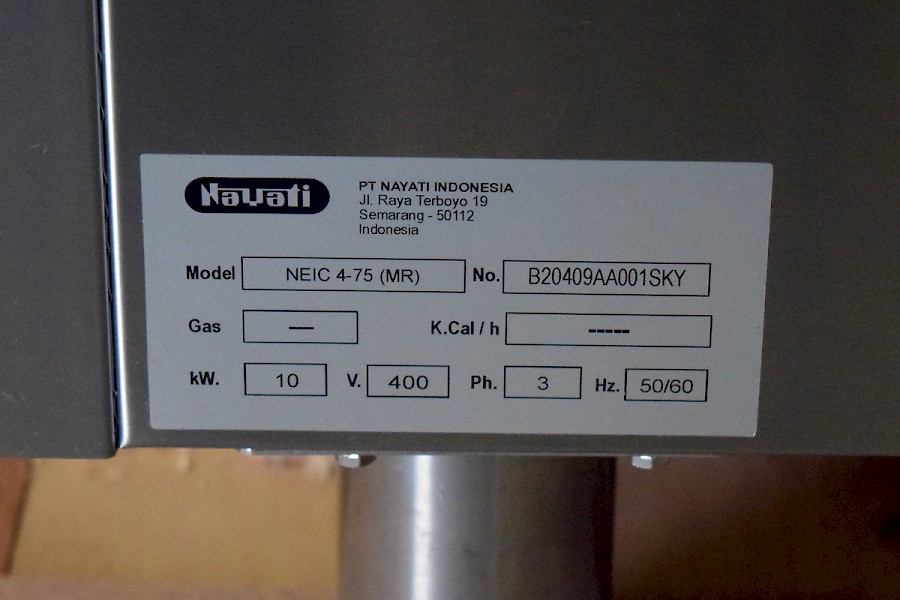 Nayati
PT NAYATI INDONESIA
Jl. Raya Terboyo 19
Semarang - 50112
Indonesia
Model NEIC 4-75 (MR) No. B20409AA001SKY
Gas — K.Cal / h -----
kW. 10 V. 400 Ph. 3 Hz. 50/60